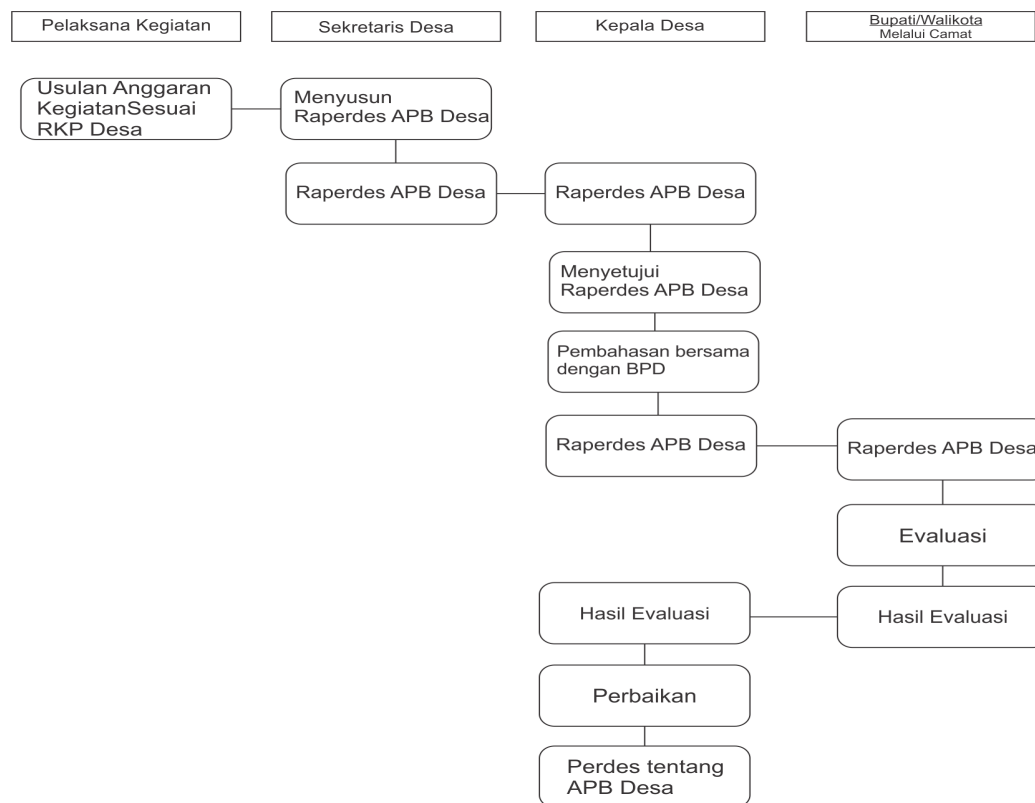 Pelaksana Kegiatan
Sekretaris Desa
Kepala Desa
Bupati/Walikota
Melalui Camat
Usulan Anggaran
KegiatanSesuai
RKP Desa
Menyusun
Raperdes APB Desa
Raperdes APB Desa
Raperdes APB Desa
Menyetujui
Raperdes APB Desa
Pembahasan bersama
dengan BPD
Raperdes APB Desa
Raperdes APB Desa
Evaluasi
Hasil Evaluasi
Hasil Evaluasi
Perbaikan
Perdes tentang
APB Desa